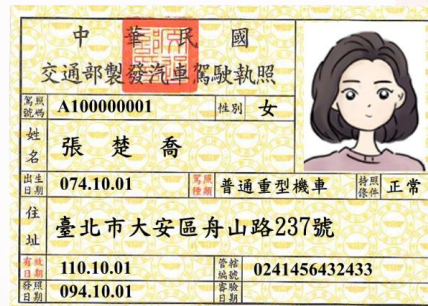 中華民國
交通部製發汽車駕駛執照
駕照號碼 A100000001 性別 女
姓名 張楚喬
出生日期 074.10.01 駕照種類 普通重型機車 持照條件 正常
住址 臺北市大安區舟山路237號
有效日期 110.10.01 管轄編號 0241456432433
發照日期 094.10.01 審驗日期